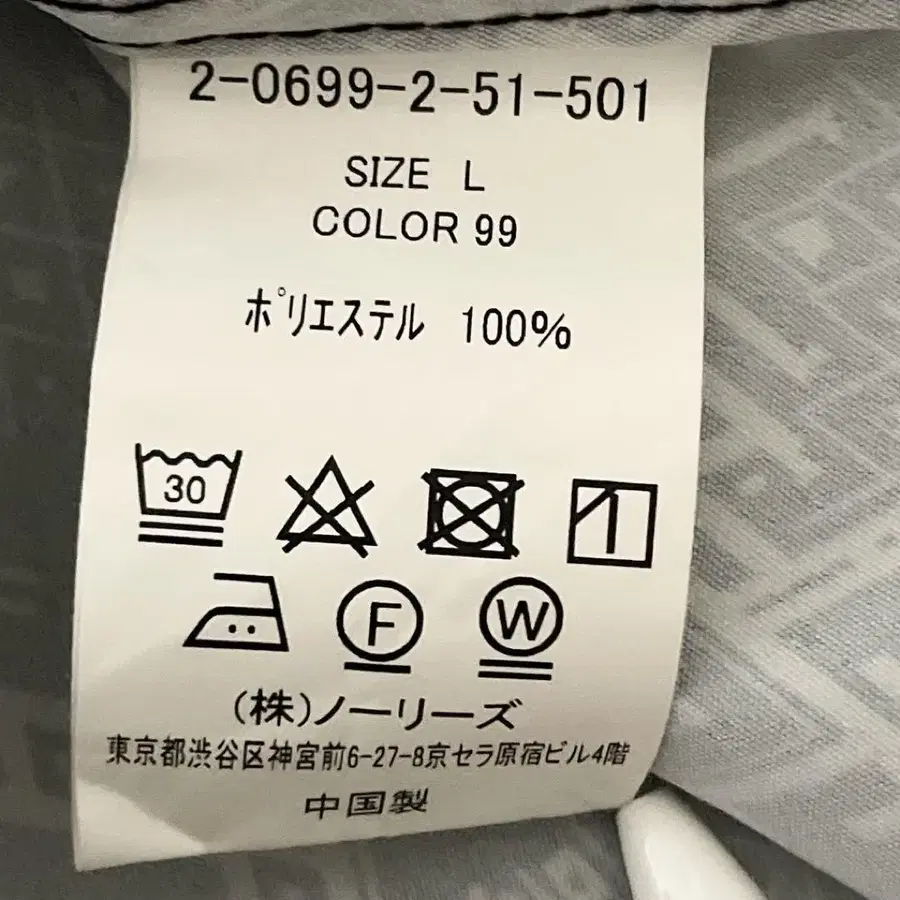 2-0699-2-51-501
SIZE L
COLOR 99
ポリエステル 100%
30
F W
(株)ノーリーズ
東京都渋谷区神宮前6-27-8京セラ原宿ビル4階
中国製